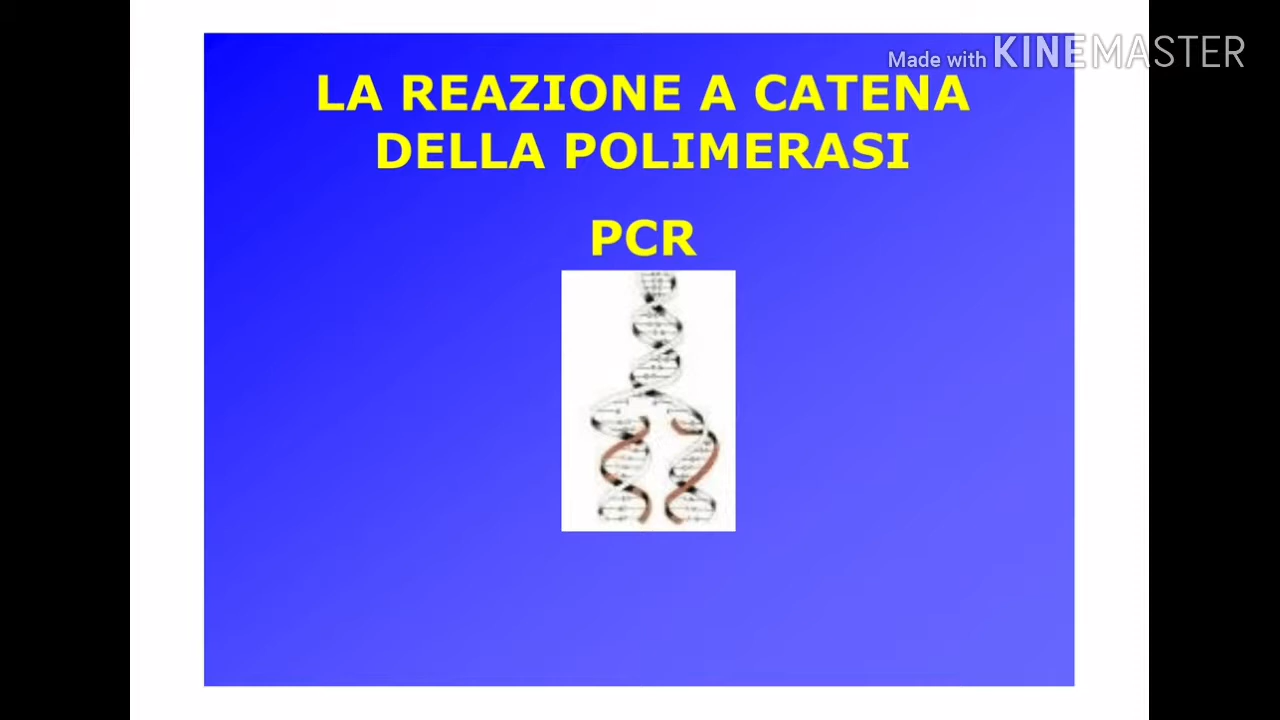 Made with KINEMASTER
LA REAZIONE A CATENA
DELLA POLIMERASI
PCR